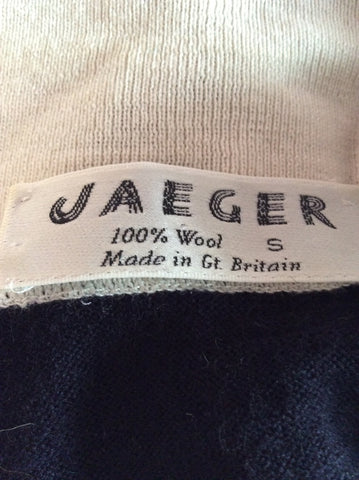 JAEGER
100% Wool S
Made in Gt. Britain